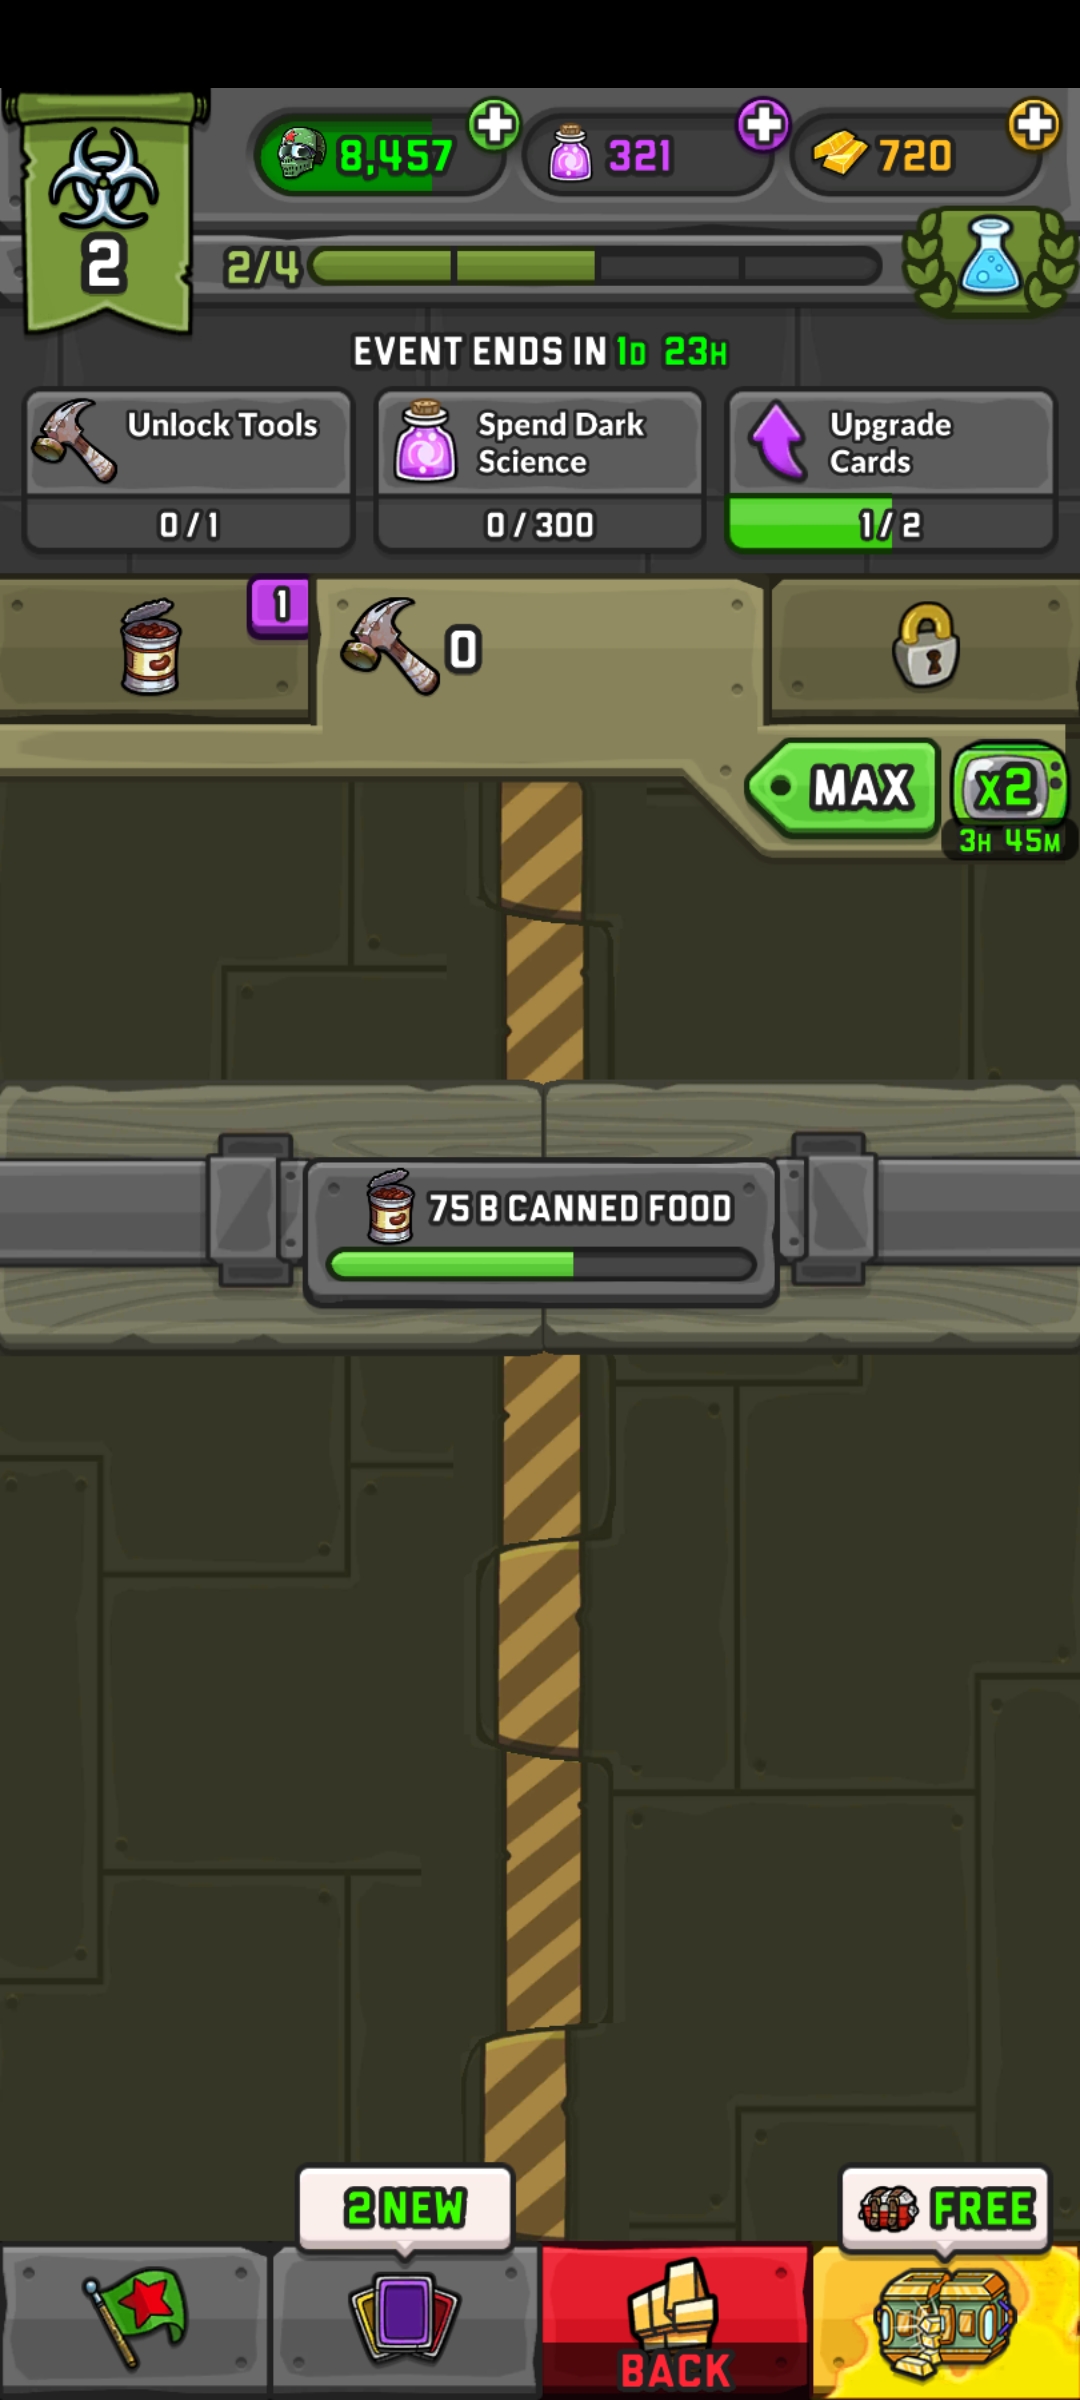 8,457
321
720
2
2/4
EVENT ENDS IN 1D 23H
Unlock Tools
0/1
Spend Dark
Science
0/300
Upgrade
Cards
1/2
1
0
MAX
x2
3H 45M
75 B CANNED FOOD
2 NEW
FREE
BACK